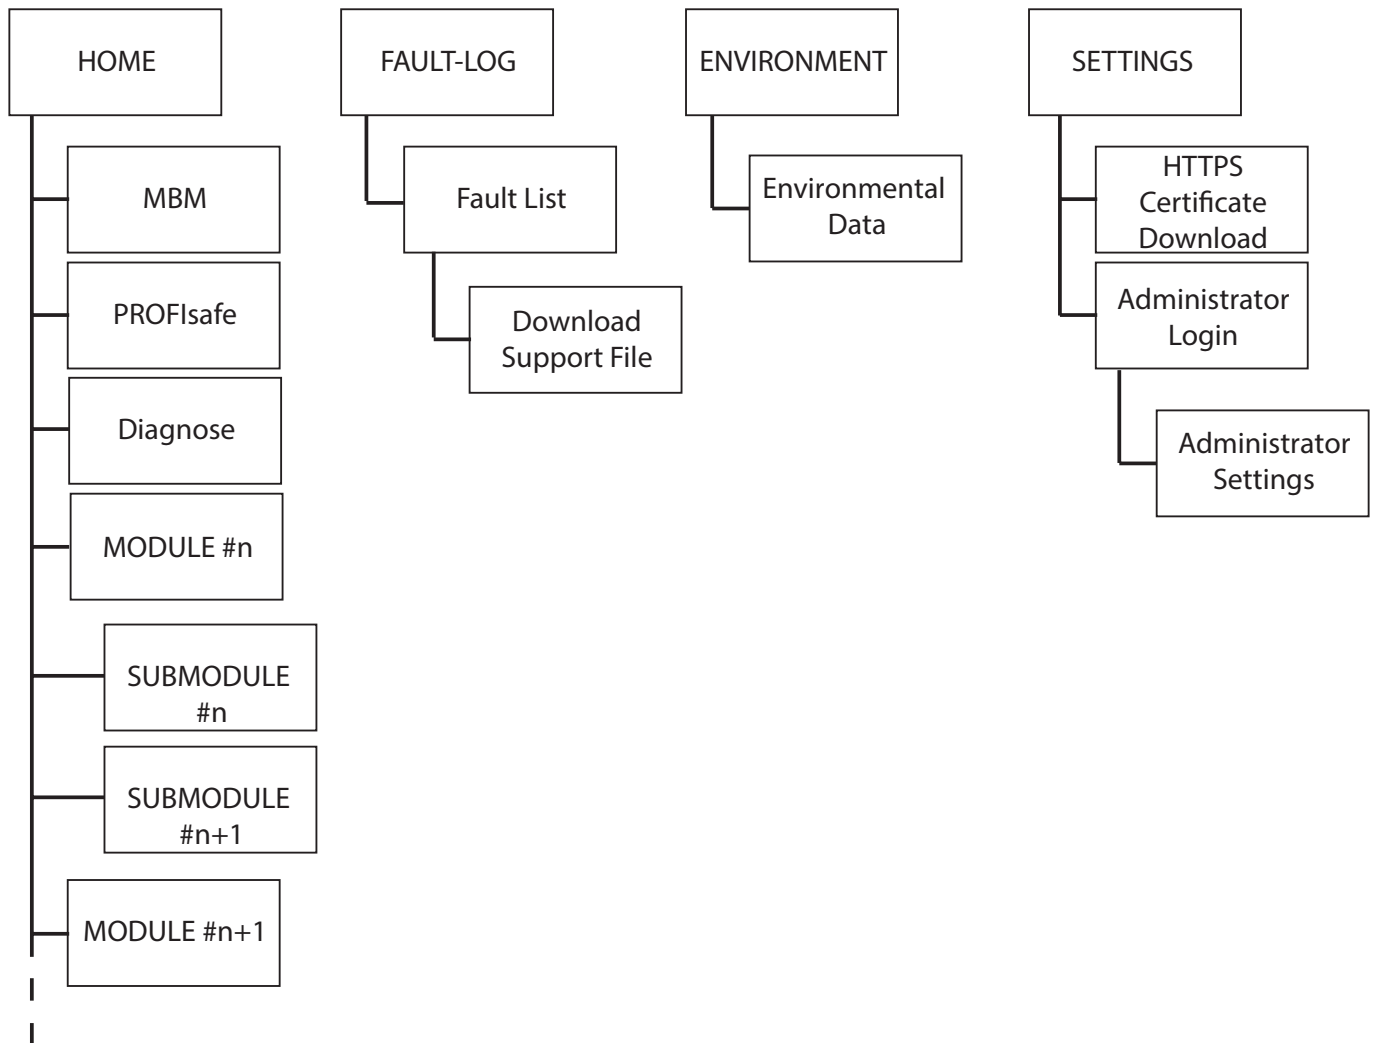 HOME
MBM
PROFIsafe
Diagnose
MODULE #n
SUBMODULE
#n
SUBMODULE
#n+1
MODULE #n+1
FAULT-LOG
Fault List
Download
Support File
ENVIRONMENT
Environmental
Data
SETTINGS
HTTPS
Certificate
Download
Administrator
Login
Administrator
Settings